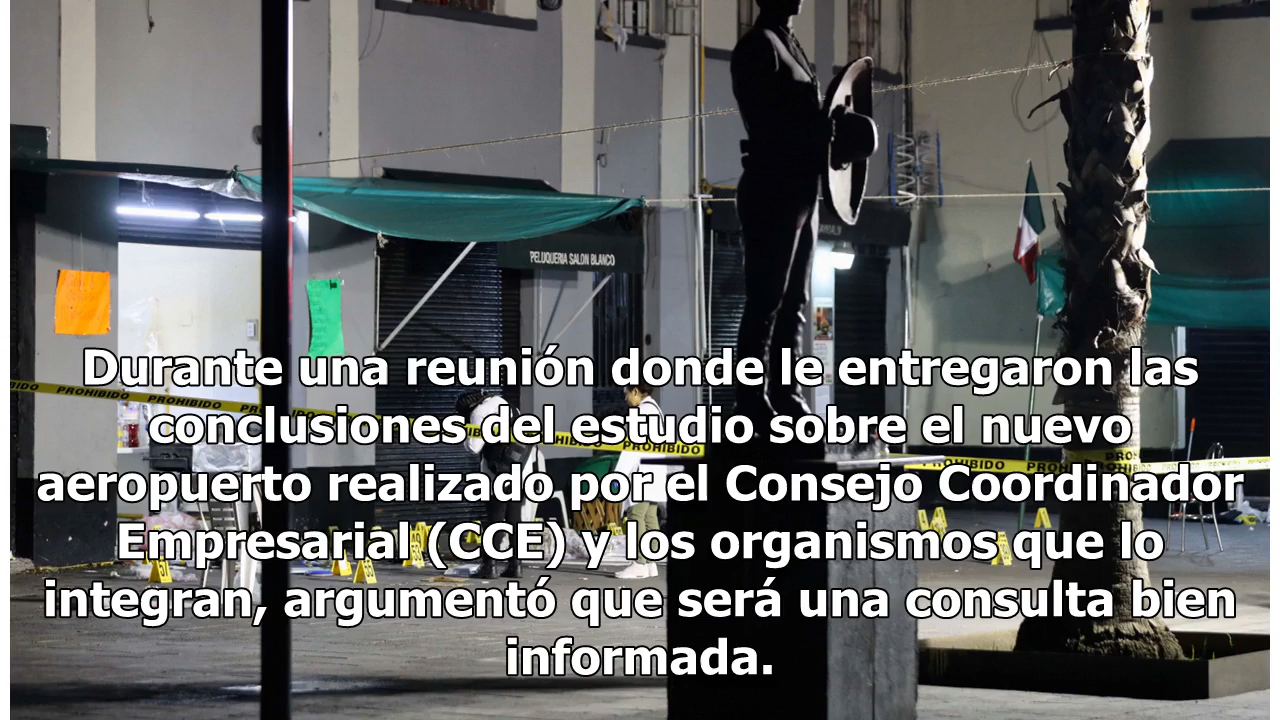 PELUQUERIA SALON BLANCO
PROHIBIDO PROHIBIDO PROHIBIDO
PROHIBIDO
PROHIBIDO
Durante una reunión donde le entregaron las
conclusiones del estudio sobre el nuevo
aeropuerto realizado por el Consejo Coordinador
Empresarial (CCE) y los organismos que lo
integran, argumentó que será una consulta bien
informada.